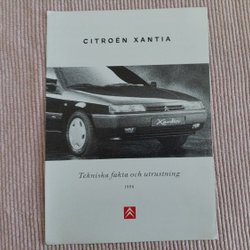 CITROËN XANTIA
Xantia
Tekniska fakta och utrustning
1994